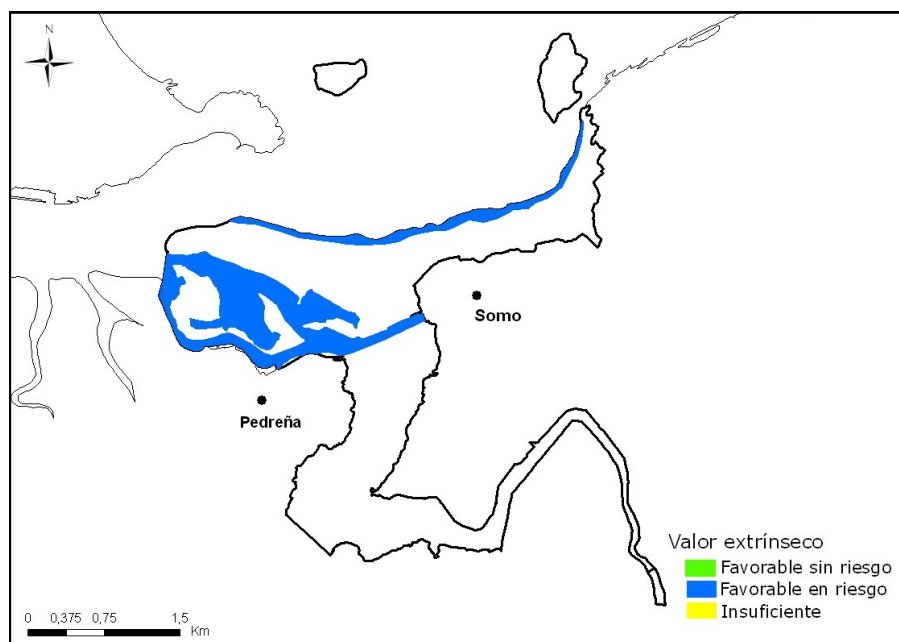 N
Somo
Pedreña
Valor extrínseco
Favorable sin riesgo
Favorable en riesgo
Insuficiente
0 0,375 0,75 1,5
Km